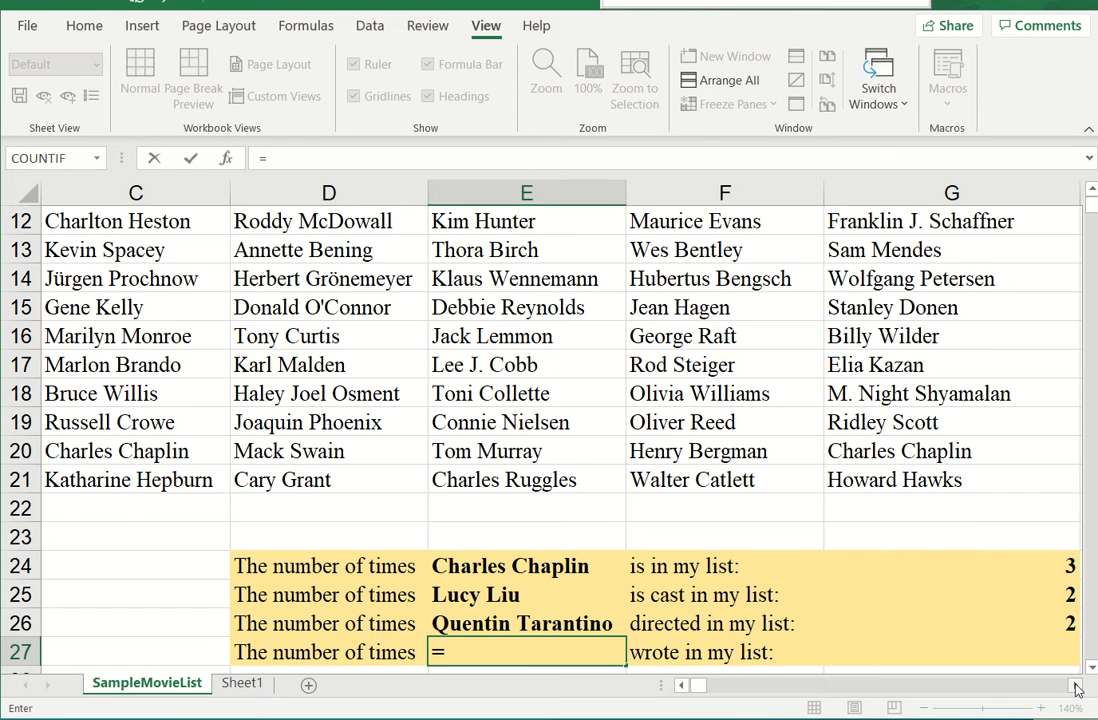 File Home Insert Page Layout Formulas Data Review View Help Share Comments
Default Normal Page Break Preview Page Layout Custom Views Ruler Formula Bar Gridlines Headings Zoom 100% Zoom to Selection New Window Arrange All Freeze Panes Switch Windows Macros
Sheet View Workbook Views Show Zoom Window Macros
COUNTIF fx =
C D E F G
12 Charlton Heston Roddy McDowall Kim Hunter Maurice Evans Franklin J. Schaffner
13 Kevin Spacey Annette Bening Thora Birch Wes Bentley Sam Mendes
14 Jürgen Prochnow Herbert Grönemeyer Klaus Wennemann Hubertus Bengsch Wolfgang Petersen
15 Gene Kelly Donald O'Connor Debbie Reynolds Jean Hagen Stanley Donen
16 Marilyn Monroe Tony Curtis Jack Lemmon George Raft Billy Wilder
17 Marlon Brando Karl Malden Lee J. Cobb Rod Steiger Elia Kazan
18 Bruce Willis Haley Joel Osment Toni Collette Olivia Williams M. Night Shyamalan
19 Russell Crowe Joaquin Phoenix Connie Nielsen Oliver Reed Ridley Scott
20 Charles Chaplin Mack Swain Tom Murray Henry Bergman Charles Chaplin
21 Katharine Hepburn Cary Grant Charles Ruggles Walter Catlett Howard Hawks
22
23
24 The number of times Charles Chaplin is in my list: 3
25 The number of times Lucy Liu is cast in my list: 2
26 The number of times Quentin Tarantino directed in my list: 2
27 The number of times = wrote in my list:
SampleMovieList Sheet1
Enter 140%